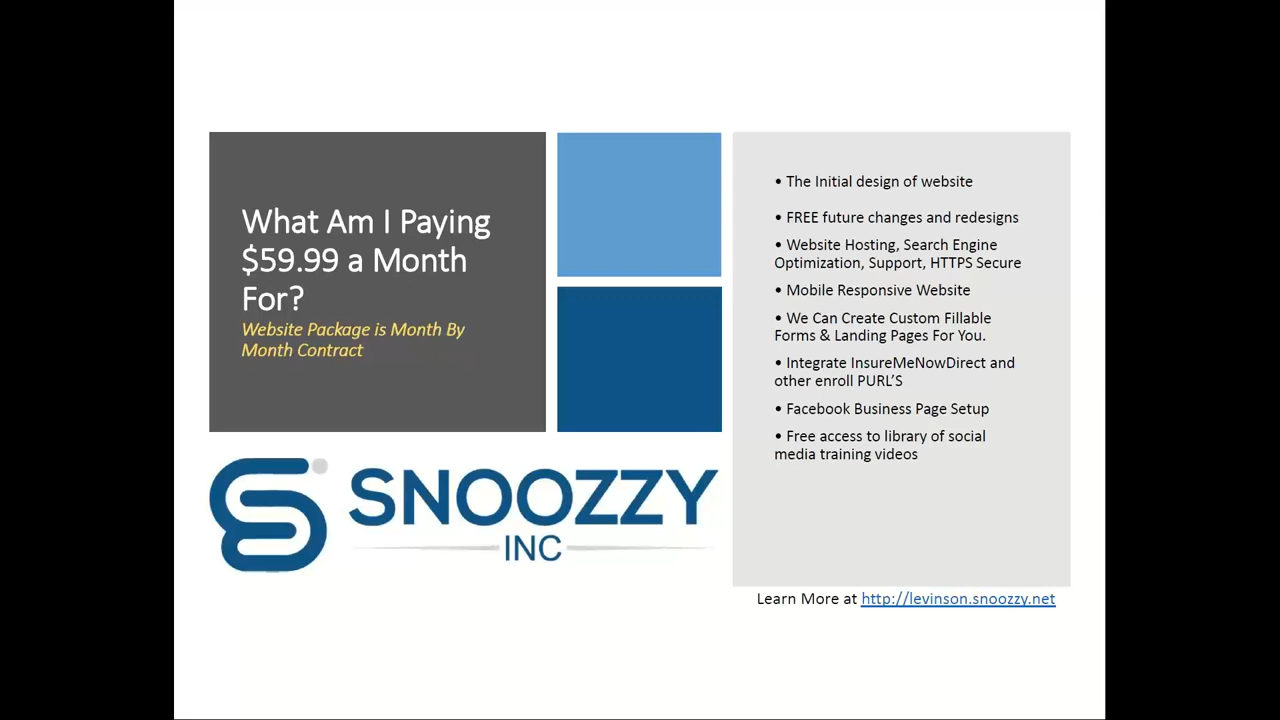 What Am I Paying
$59.99 a Month
For?
Website Package is Month By
Month Contract
• The Initial design of website
• FREE future changes and redesigns
• Website Hosting, Search Engine
Optimization, Support, HTTPS Secure
• Mobile Responsive Website
• We Can Create Custom Fillable
Forms & Landing Pages For You.
• Integrate InsureMeNowDirect and
other enroll PURL'S
• Facebook Business Page Setup
• Free access to library of social
media training videos
SNOOZZY
INC
Learn More at http://levinson.snoozzy.net